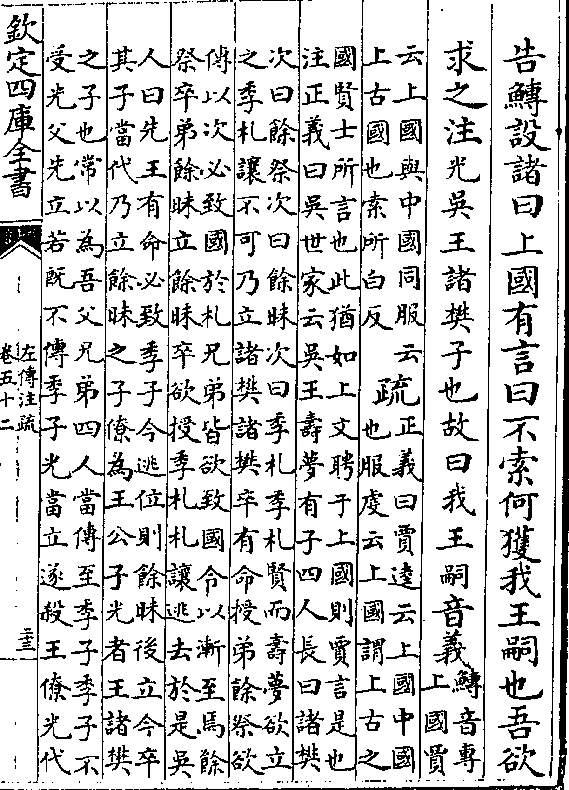 告鱄設諸曰上國有言曰不索何獲我王嗣也吾欲
求之注光吳王諸樊子也故曰我王嗣音義
鱄音專
上國賈
云上國與中國同服云
上古國也索所白反
疏
正義曰賈逵云上國中國
也服虔云上國謂上古之
國賢士所言也此猶如上文聘于上國則賈言是也
注正義曰吳世家云吳王壽夢有子四人長曰諸樊
次曰餘祭次曰餘昧次曰季札季札賢而壽夢欲立
之季札讓不可乃立諸樊諸樊卒有命授弟餘祭欲
傳以次必致國於札兄弟皆欲致國令以漸至焉餘
祭卒弟餘昧立餘昧卒欲授季札札讓逃去於是吳
人曰先王有命必致季子今逃位則餘昧後立今卒
其子當代乃立餘昧之子僚為王公子光者王諸樊
之子也常以為吾父兄弟四人當傳至季子季子不
受光父先立若既不傳季子光當立遂殺王僚光代
欽定四庫全書
左傳注疏
卷五十二
二十三